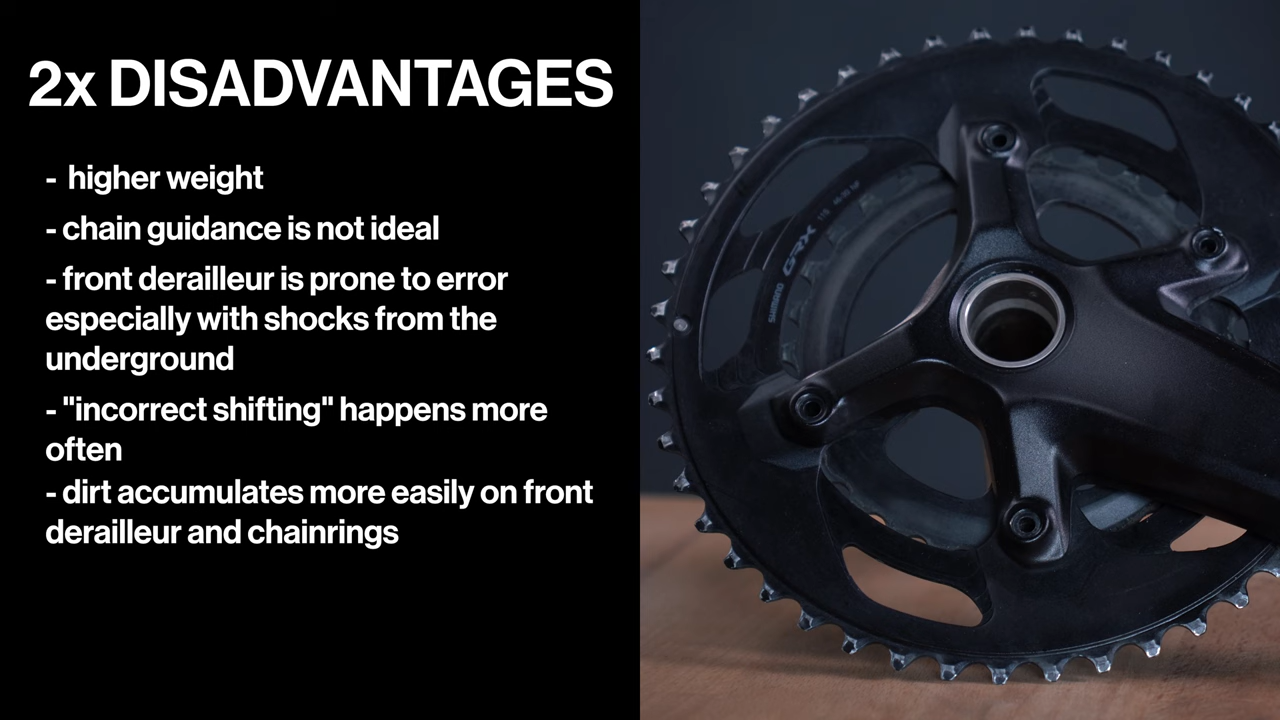 2x DISADVANTAGES
- higher weight
- chain guidance is not ideal
- front derailleur is prone to error
especially with shocks from the
underground
- "incorrect shifting" happens more
often
- dirt accumulates more easily on front
derailleur and chainrings
SHIMANO GRX